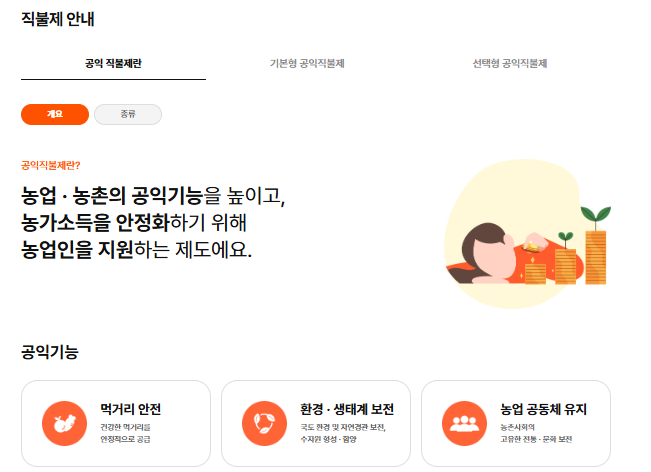 직불제 안내
공익 직불제란
기본형 공익직불제
선택형 공익직불제
개요
종류
공익직불제란?
농업 · 농촌의 공익기능을 높이고,
농가소득을 안정화하기 위해
농업인을 지원하는 제도에요.
공익기능
먹거리 안전
건강한 먹거리를
안정적으로 공급
환경 · 생태계 보전
국토 환경 및 자연경관 보전,
수자원 형성 · 함양
농업 공동체 유지
농촌사회의
고유한 전통 · 문화 보전